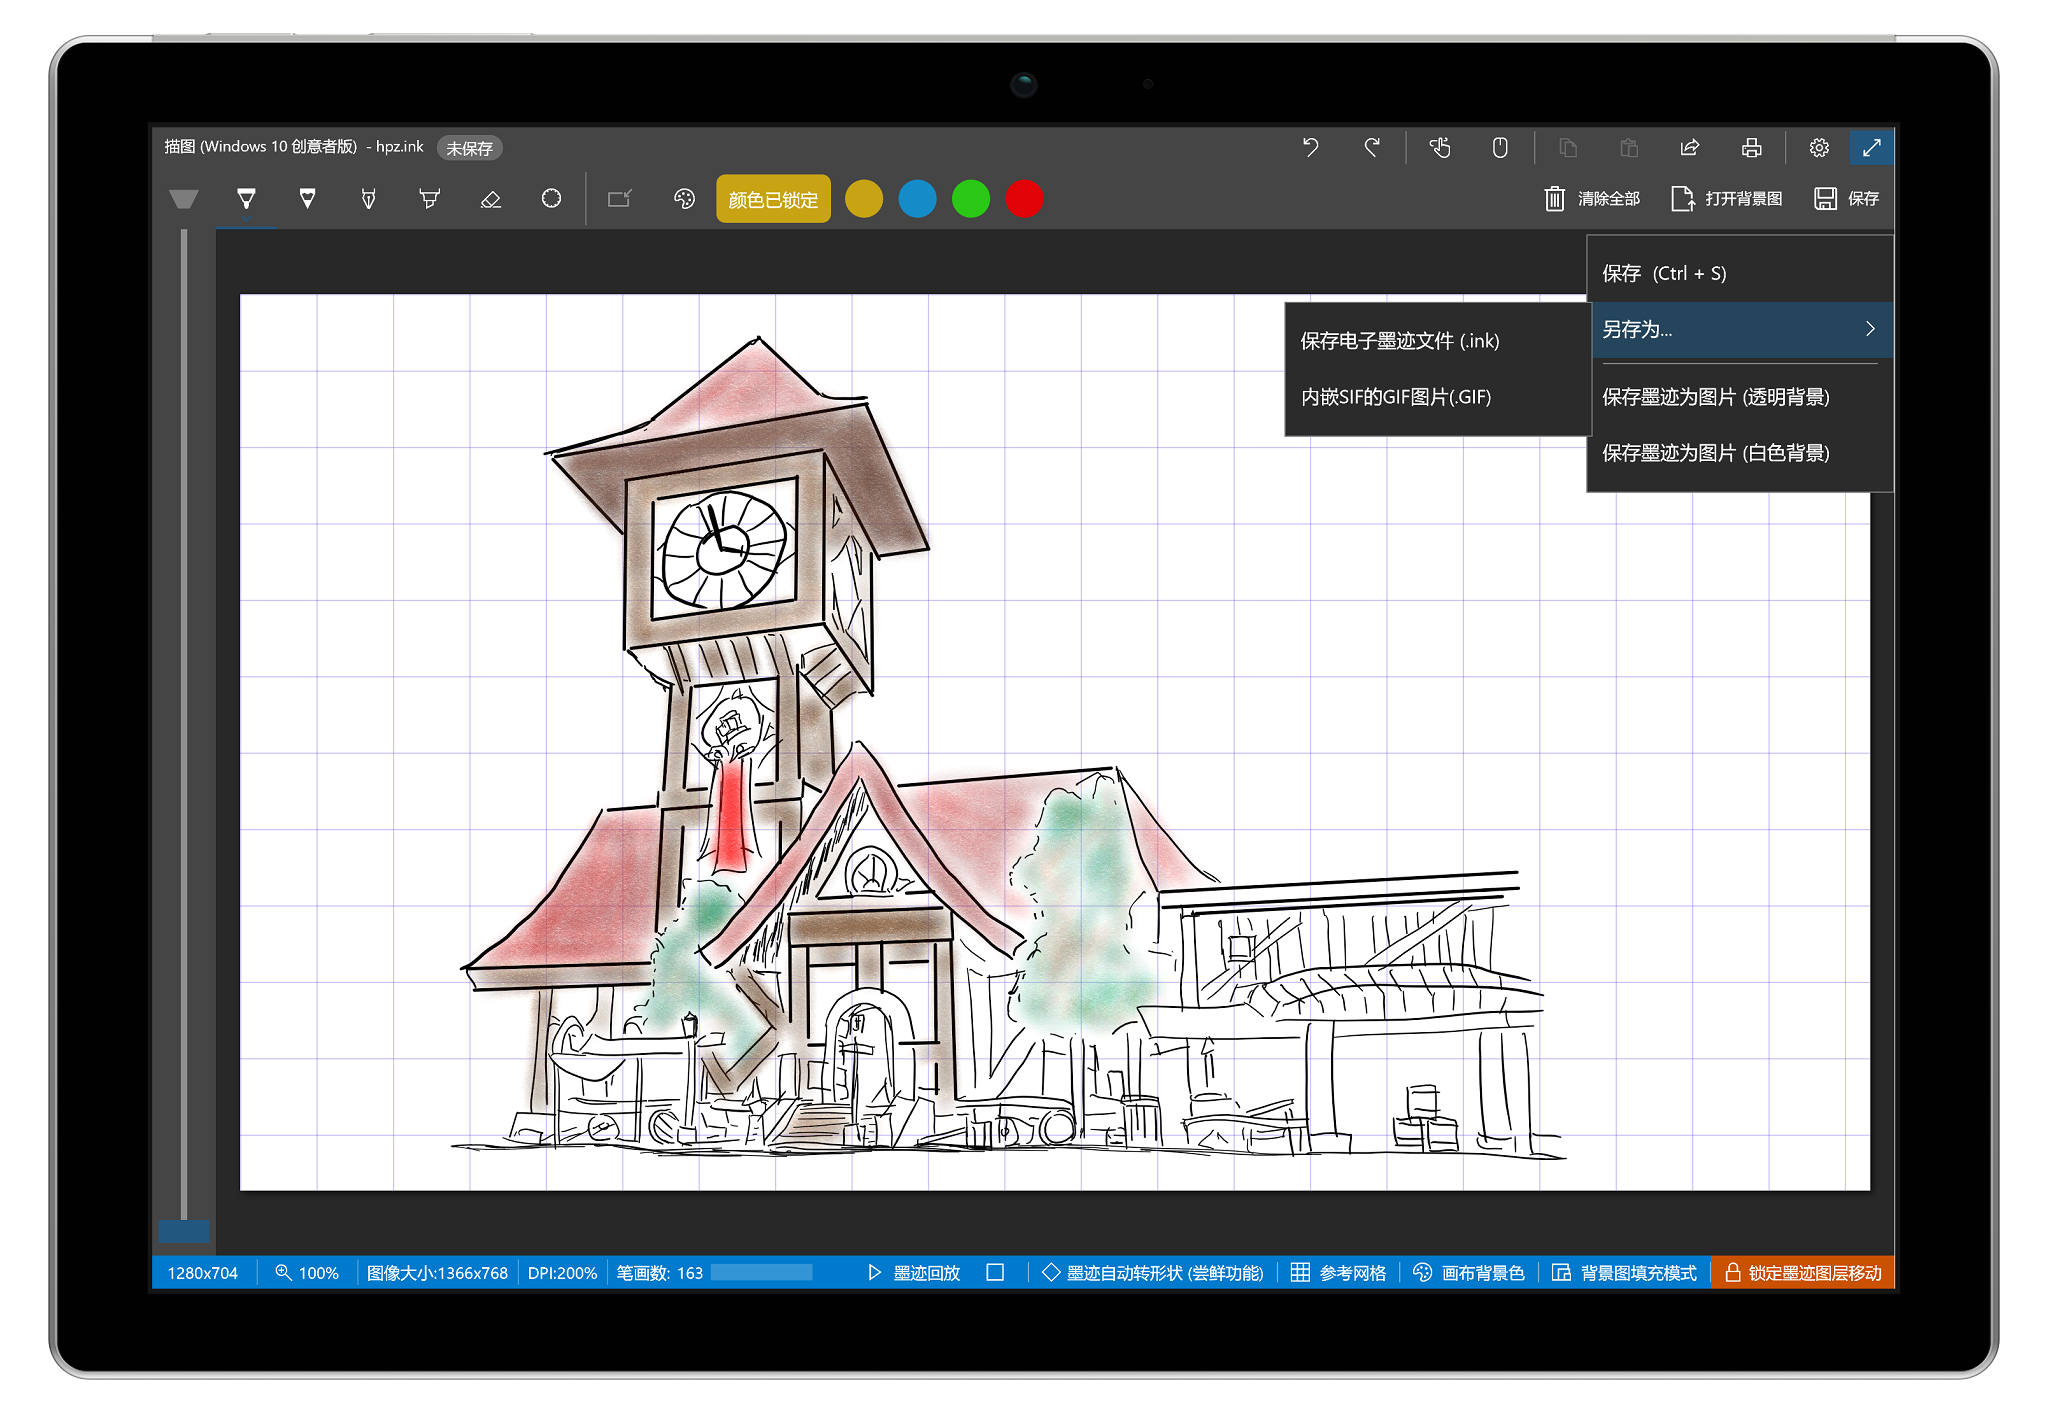 描图 (Windows 10 创意者版) - hpz.ink 未保存
颜色已锁定 清除全部 打开背景图 保存
保存 (Ctrl + S)
另存为...
保存墨迹为图片 (透明背景)
保存墨迹为图片 (白色背景)
保存电子墨迹文件 (.ink)
内嵌SIF的GIF图片(.GIF)
1280x704 100% 图像大小:1366x768 DPI:200% 笔画数: 163 墨迹回放 墨迹自动转形状 (尝鲜功能) 参考网格 画布背景色 背景图填充模式 锁定墨迹图层移动